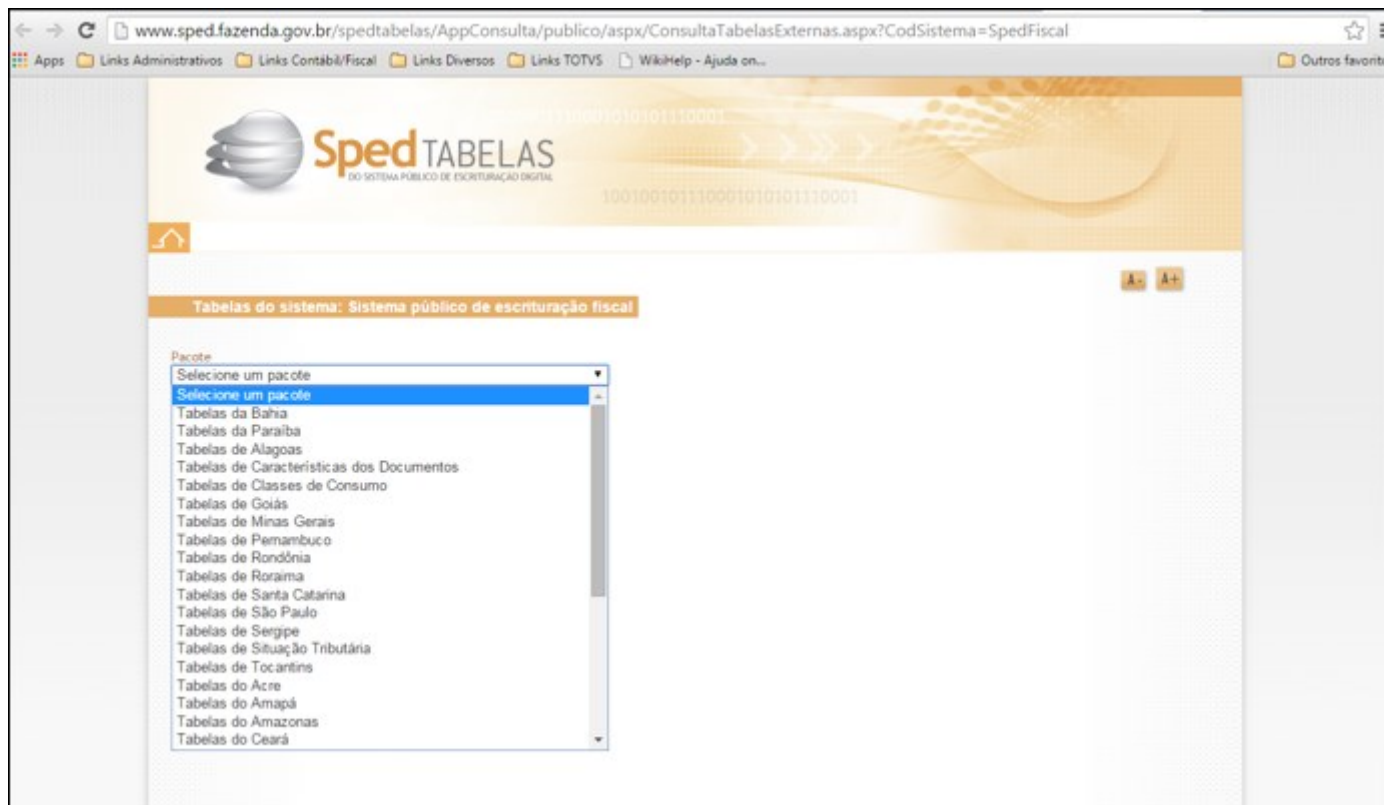 www.sped.fazenda.gov.br/spedtabelas/AppConsulta/publico/aspx/ConsultaTabelasExternas.aspx?CodSistema=SpedFiscal
Apps Links Administrativos Links Contábil/Fiscal Links Diversos Links TOTVS WikiHelp - Ajuda on... Outros favorit
Sped TABELAS
DO SISTEMA PÚBLICO DE ESCRITURAÇÃO DIGITAL
A- A+
Tabelas do sistema: Sistema público de escrituração fiscal
Pacote
Selecione um pacote
Selecione um pacote
Tabelas da Bahia
Tabelas da Paraíba
Tabelas de Alagoas
Tabelas de Características dos Documentos
Tabelas de Classes de Consumo
Tabelas de Goiás
Tabelas de Minas Gerais
Tabelas de Pernambuco
Tabelas de Rondônia
Tabelas de Roraima
Tabelas de Santa Catarina
Tabelas de São Paulo
Tabelas de Sergipe
Tabelas de Situação Tributária
Tabelas de Tocantins
Tabelas do Acre
Tabelas do Amapá
Tabelas do Amazonas
Tabelas do Ceará